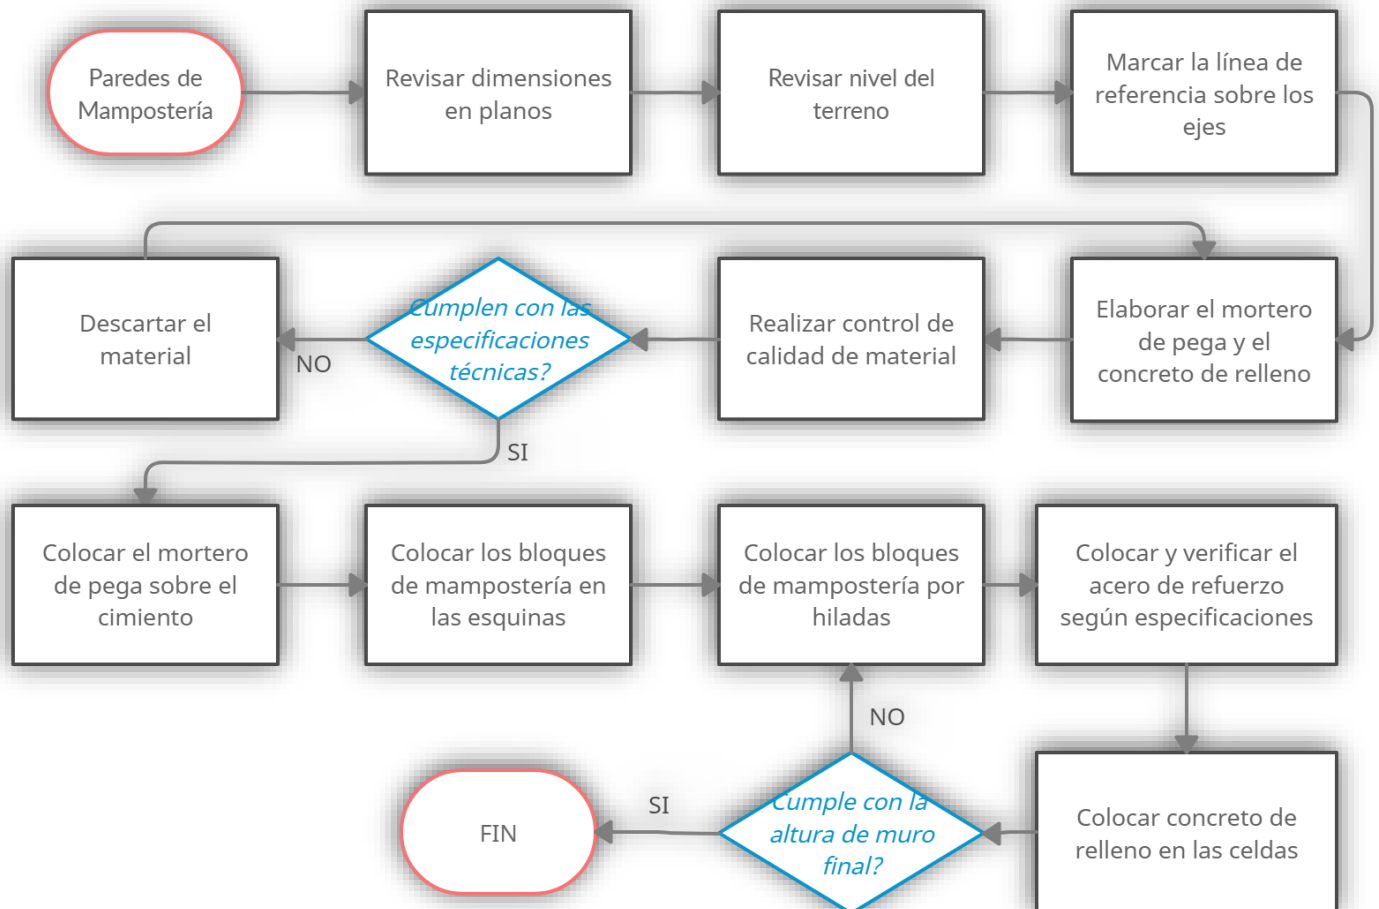 Paredes de
Mampostería
Revisar dimensiones
en planos
Revisar nivel del
terreno
Marcar la línea de
referencia sobre los
ejes
Descartar el
material
NO
Cumplen con las
especificaciones
técnicas?
Realizar control de
calidad de material
Elaborar el mortero
de pega y el
concreto de relleno
SI
Colocar el mortero
de pega sobre el
cimiento
Colocar los bloques
de mampostería en
las esquinas
Colocar los bloques
de mampostería por
hiladas
Colocar y verificar el
acero de refuerzo
según especificaciones
NO
FIN
SI
Cumple con la
altura de muro
final?
Colocar concreto de
relleno en las celdas